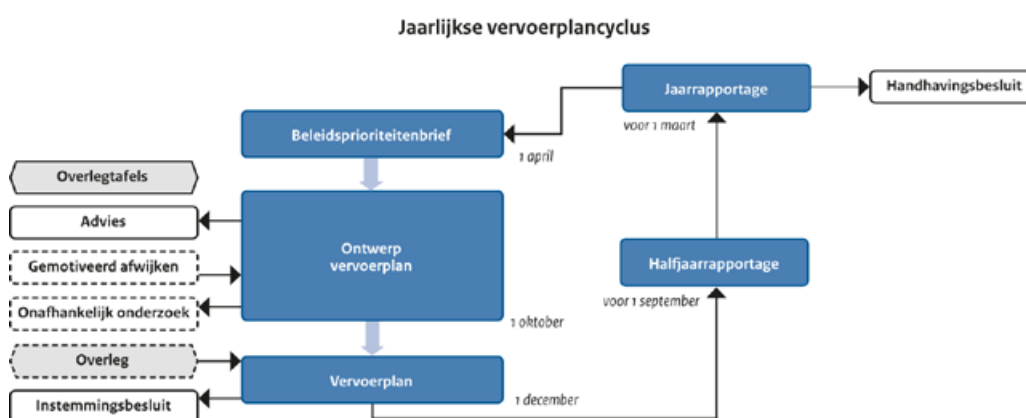 Jaarlijkse vervoerplancyclus
Jaarrapportage
Handhavingsbesluit
voor 1 maart
Beleidsprioriteitenbrief
1 april
Overlegtafels
Advies
Gemotiveerd afwijken
Onafhankelijk onderzoek
Ontwerp
vervoerplan
1 oktober
Halfjaarrapportage
voor 1 september
Overleg
Instemmingsbesluit
Vervoerplan
1 december